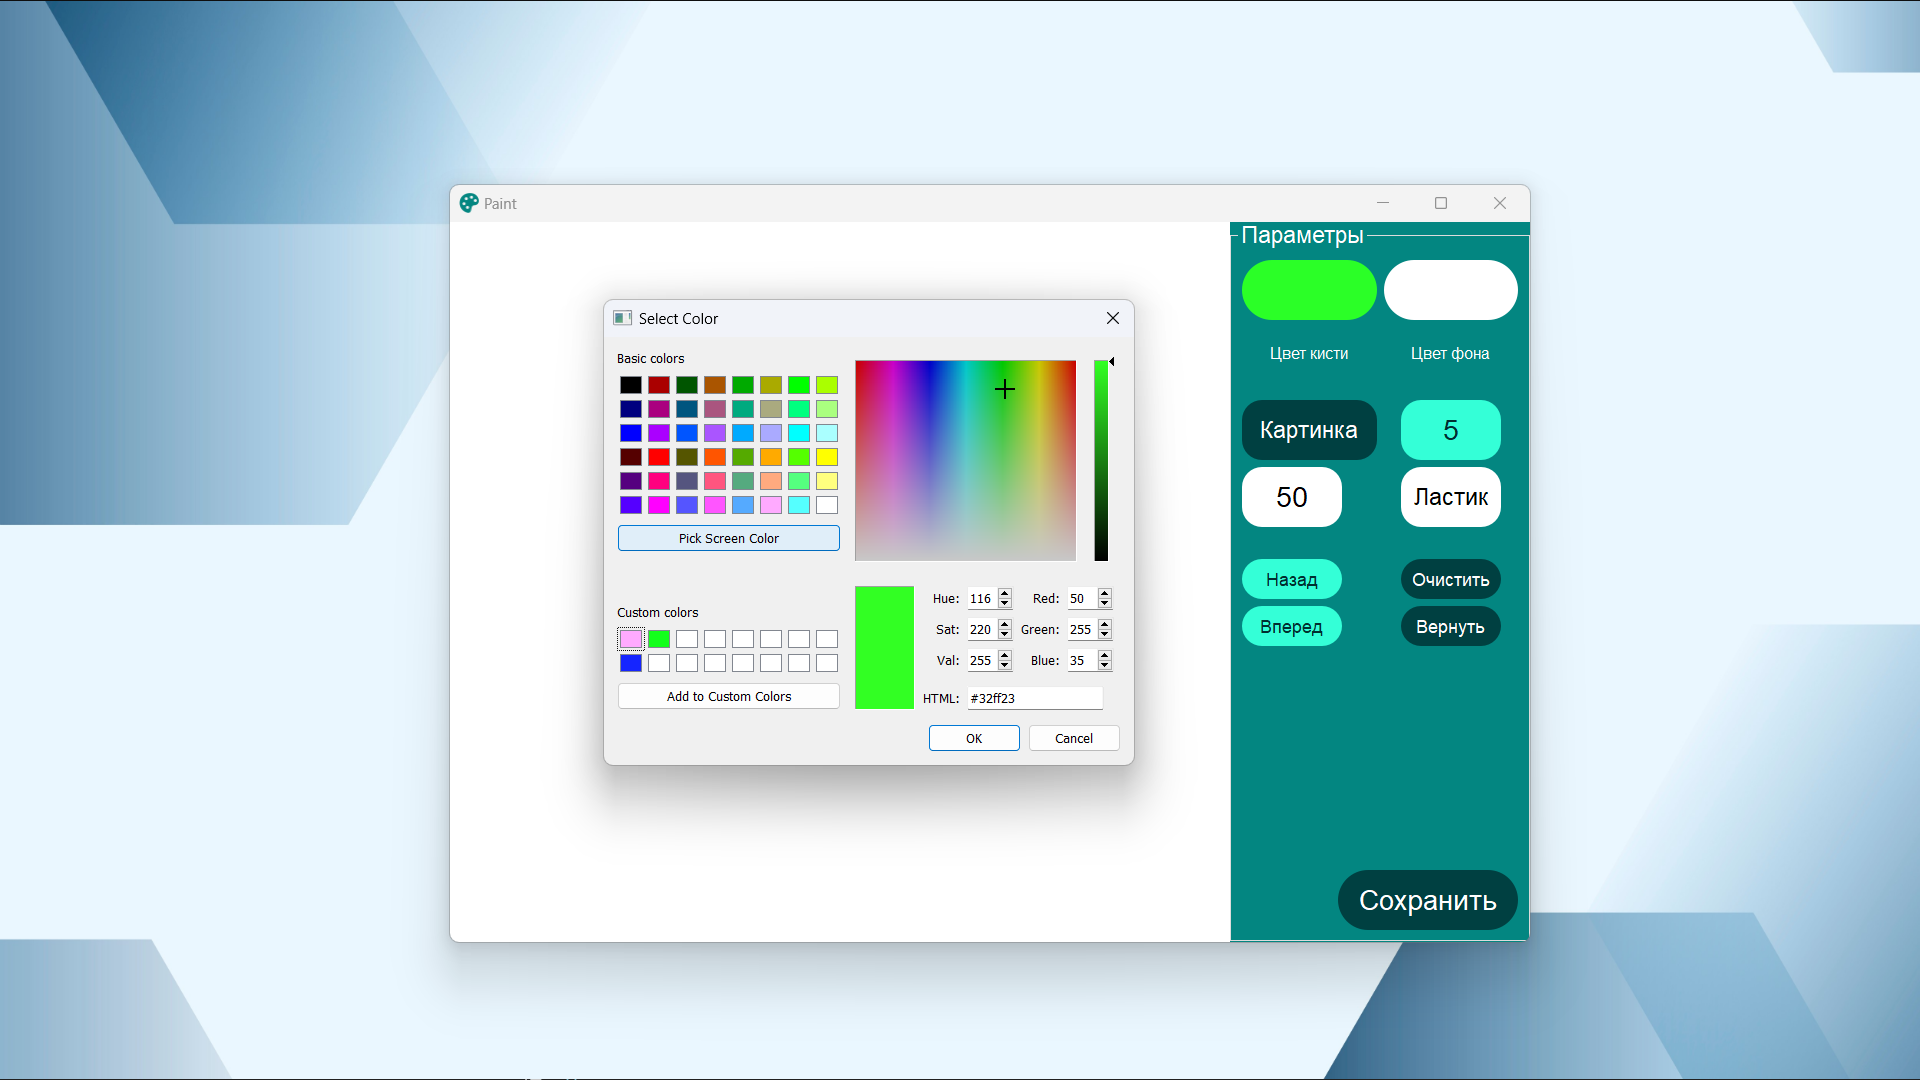 Paint
Параметры
Цвет кисти
Цвет фона
Картинка
5
50
Ластик
Назад
Очистить
Вперед
Вернуть
Сохранить
Select Color
Basic colors
Pick Screen Color
Custom colors
Add to Custom Colors
Hue: 116
Red: 50
Sat: 220
Green: 255
Val: 255
Blue: 35
HTML: #32ff23
OK
Cancel